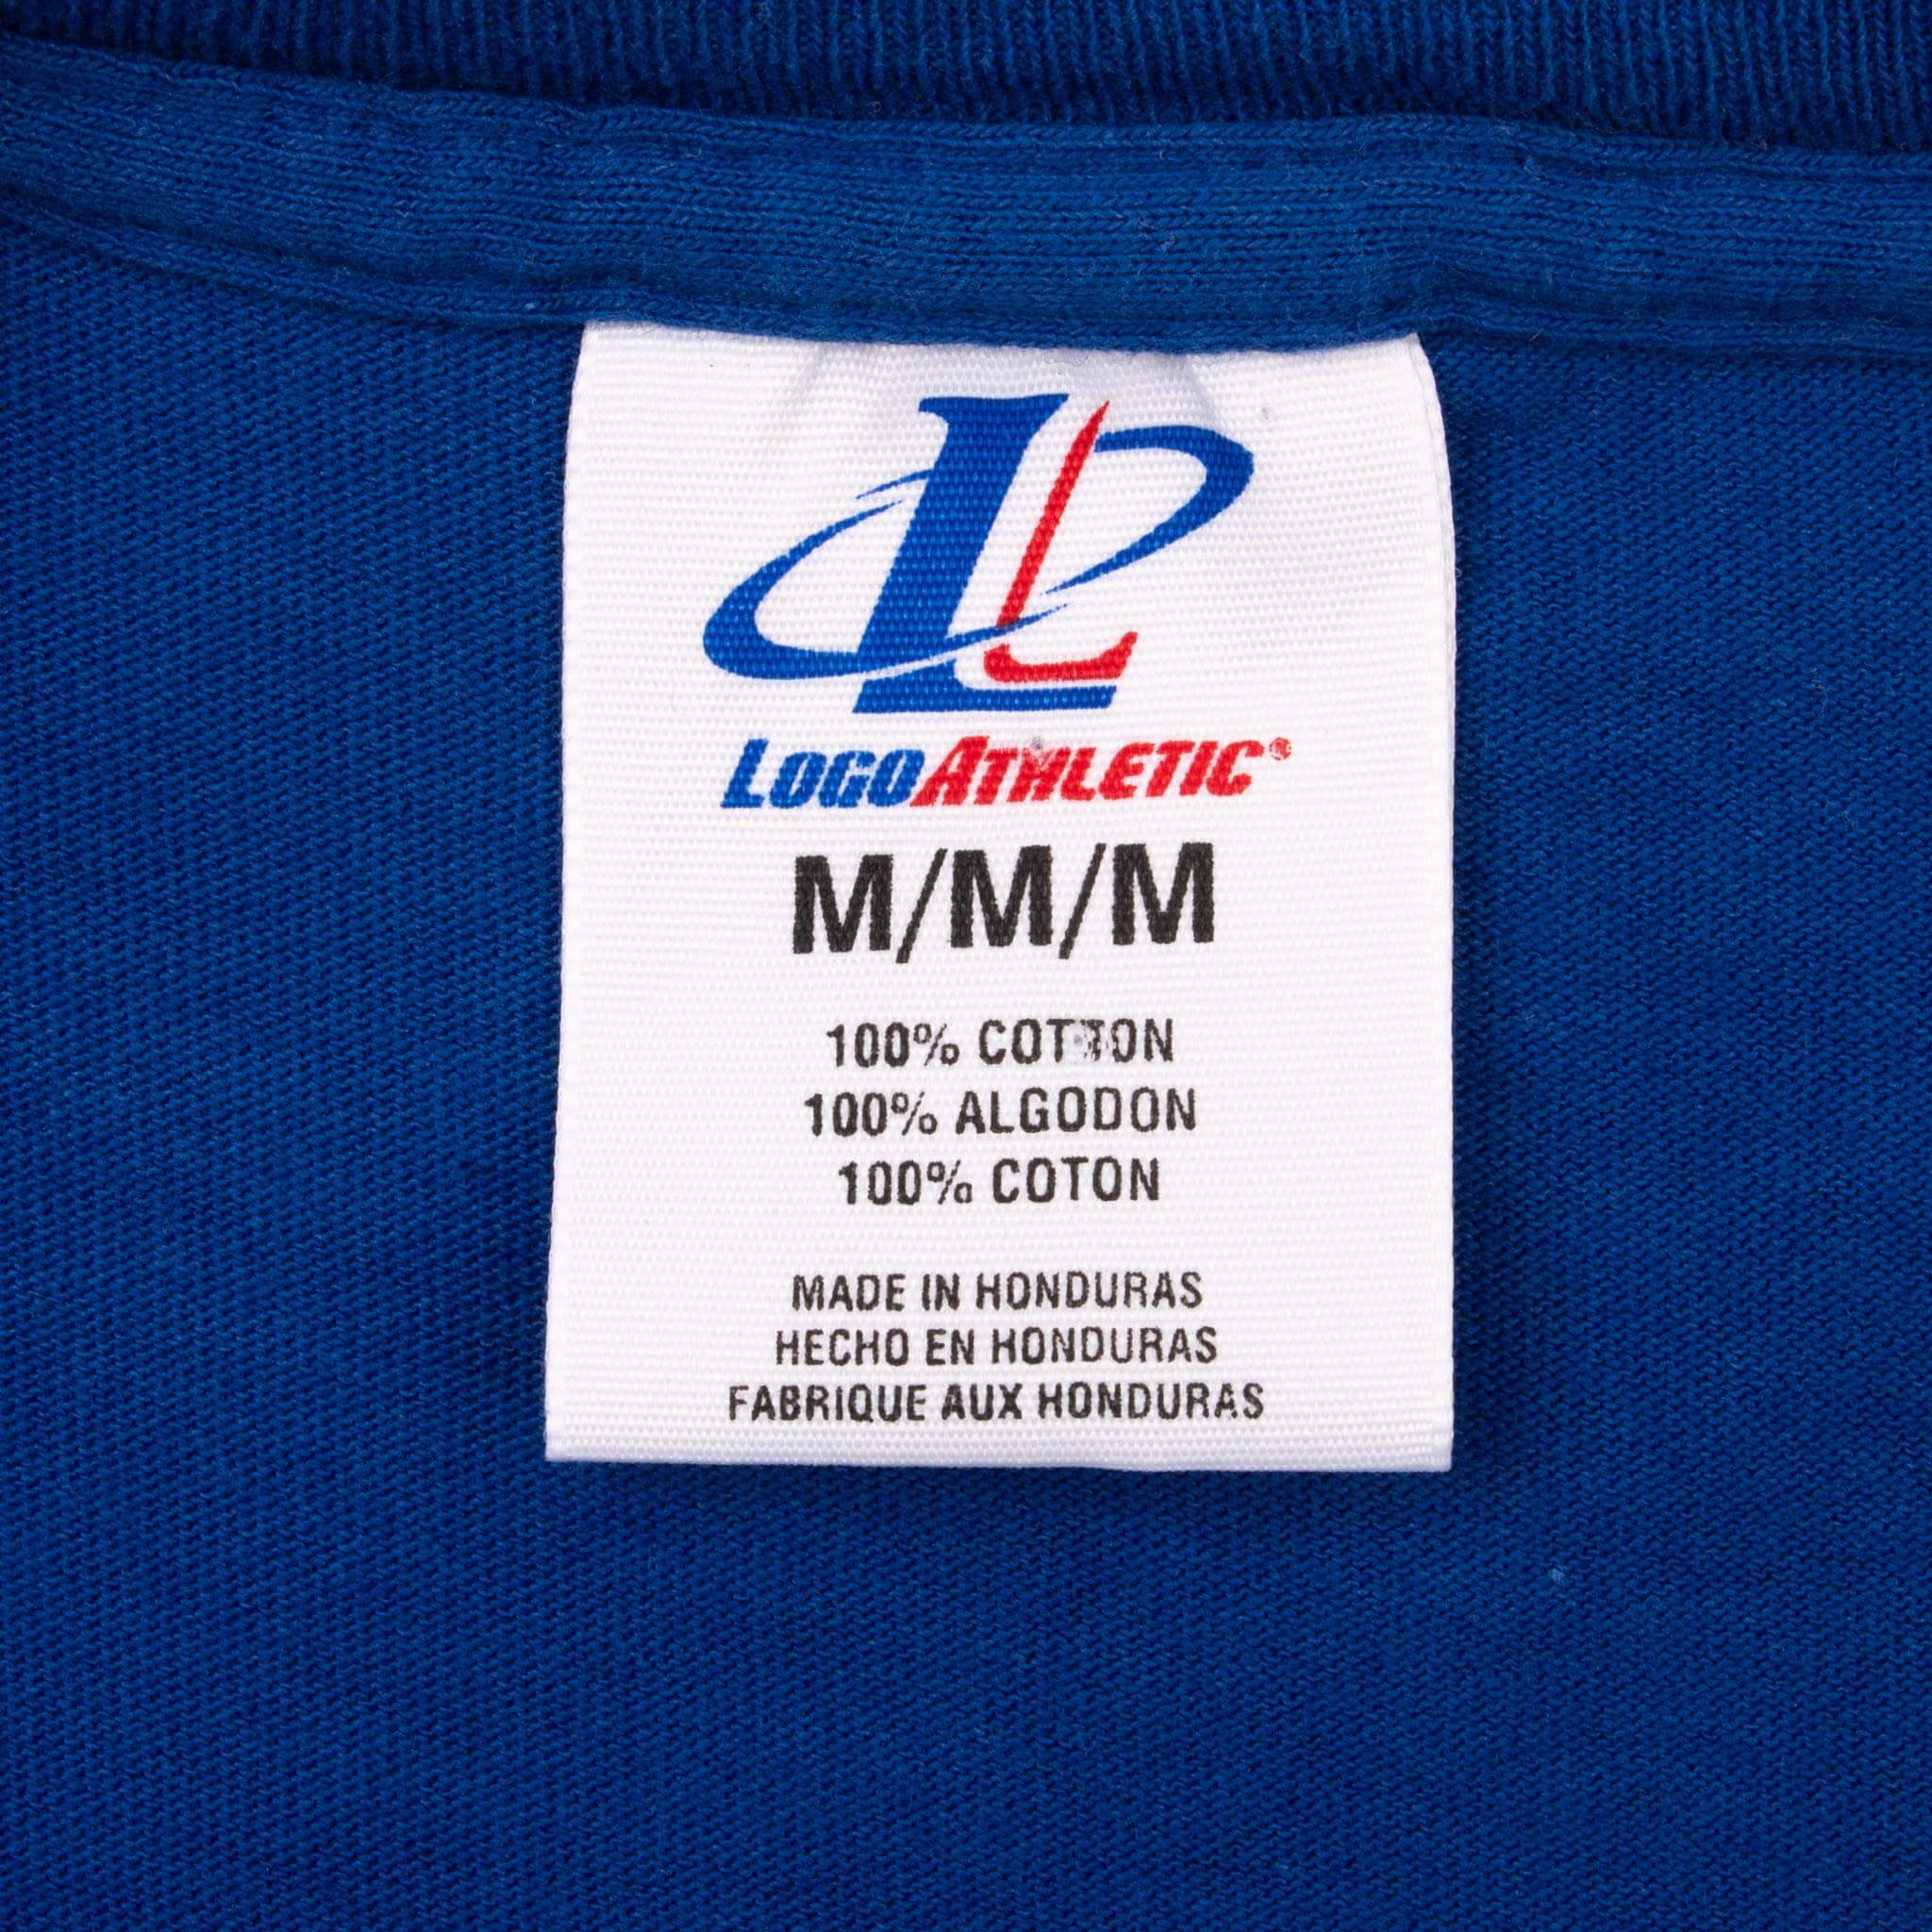 LOGOATHLETIC®
M/M/M
100% COTTON
100% ALGODON
100% COTON
MADE IN HONDURAS
HECHO EN HONDURAS
FABRIQUE AUX HONDURAS